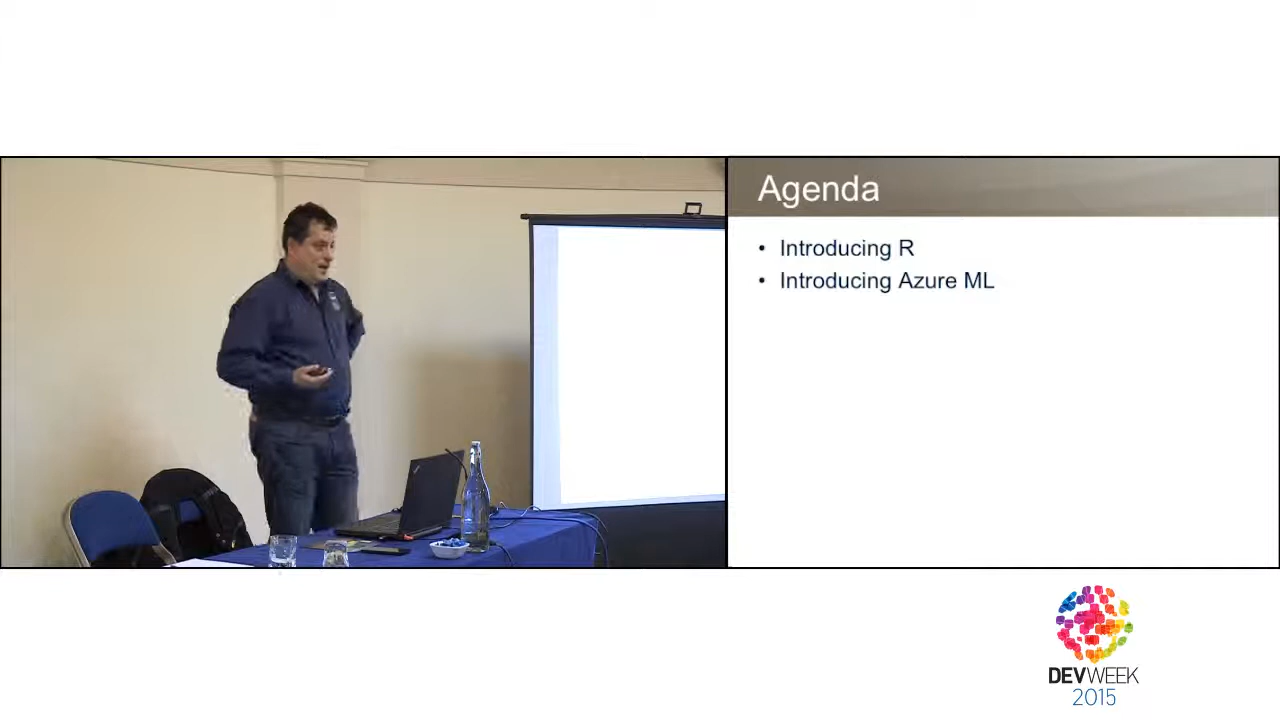 Agenda
• Introducing R
• Introducing Azure ML
DEVWEEK
2015